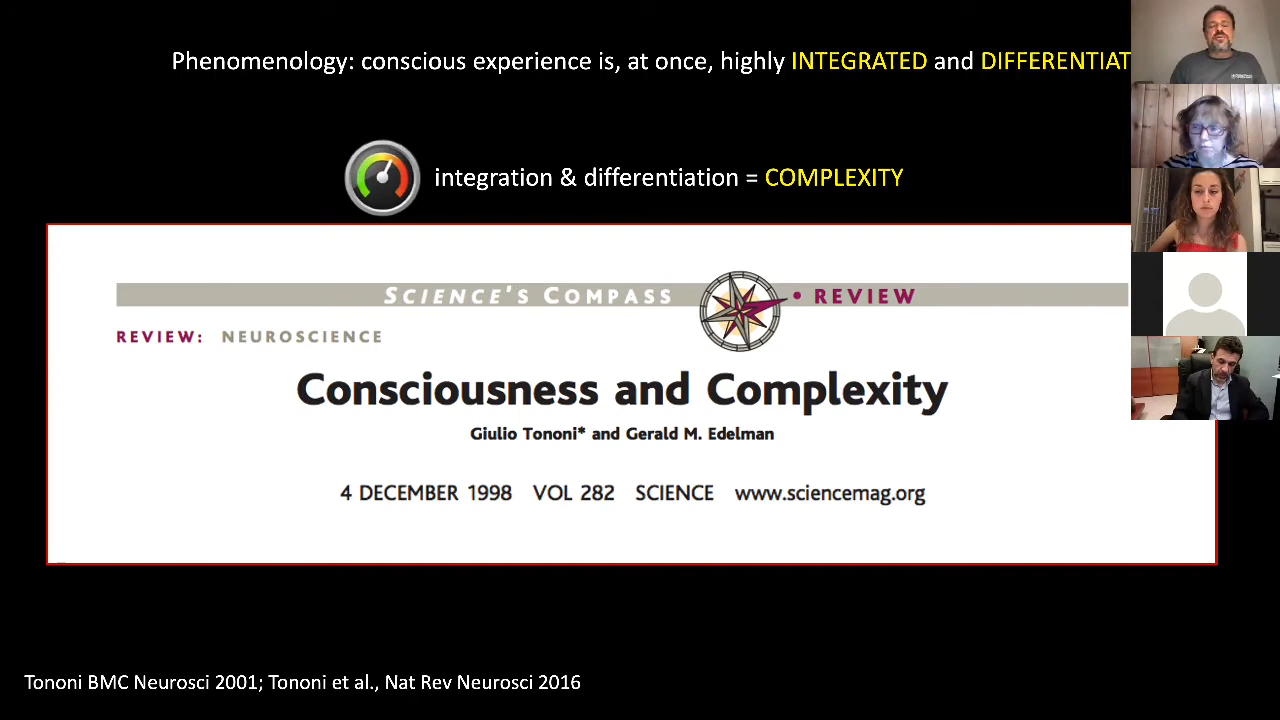 Phenomenology: conscious experience is, at once, highly INTEGRATED and DIFFERENTIAT
integration & differentiation = COMPLEXITY
SCIENCE'S COMPASS • REVIEW
REVIEW: NEUROSCIENCE
Consciousness and Complexity
Giulio Tononi* and Gerald M. Edelman
4 DECEMBER 1998 VOL 282 SCIENCE www.sciencemag.org
Tononi BMC Neurosci 2001; Tononi et al., Nat Rev Neurosci 2016